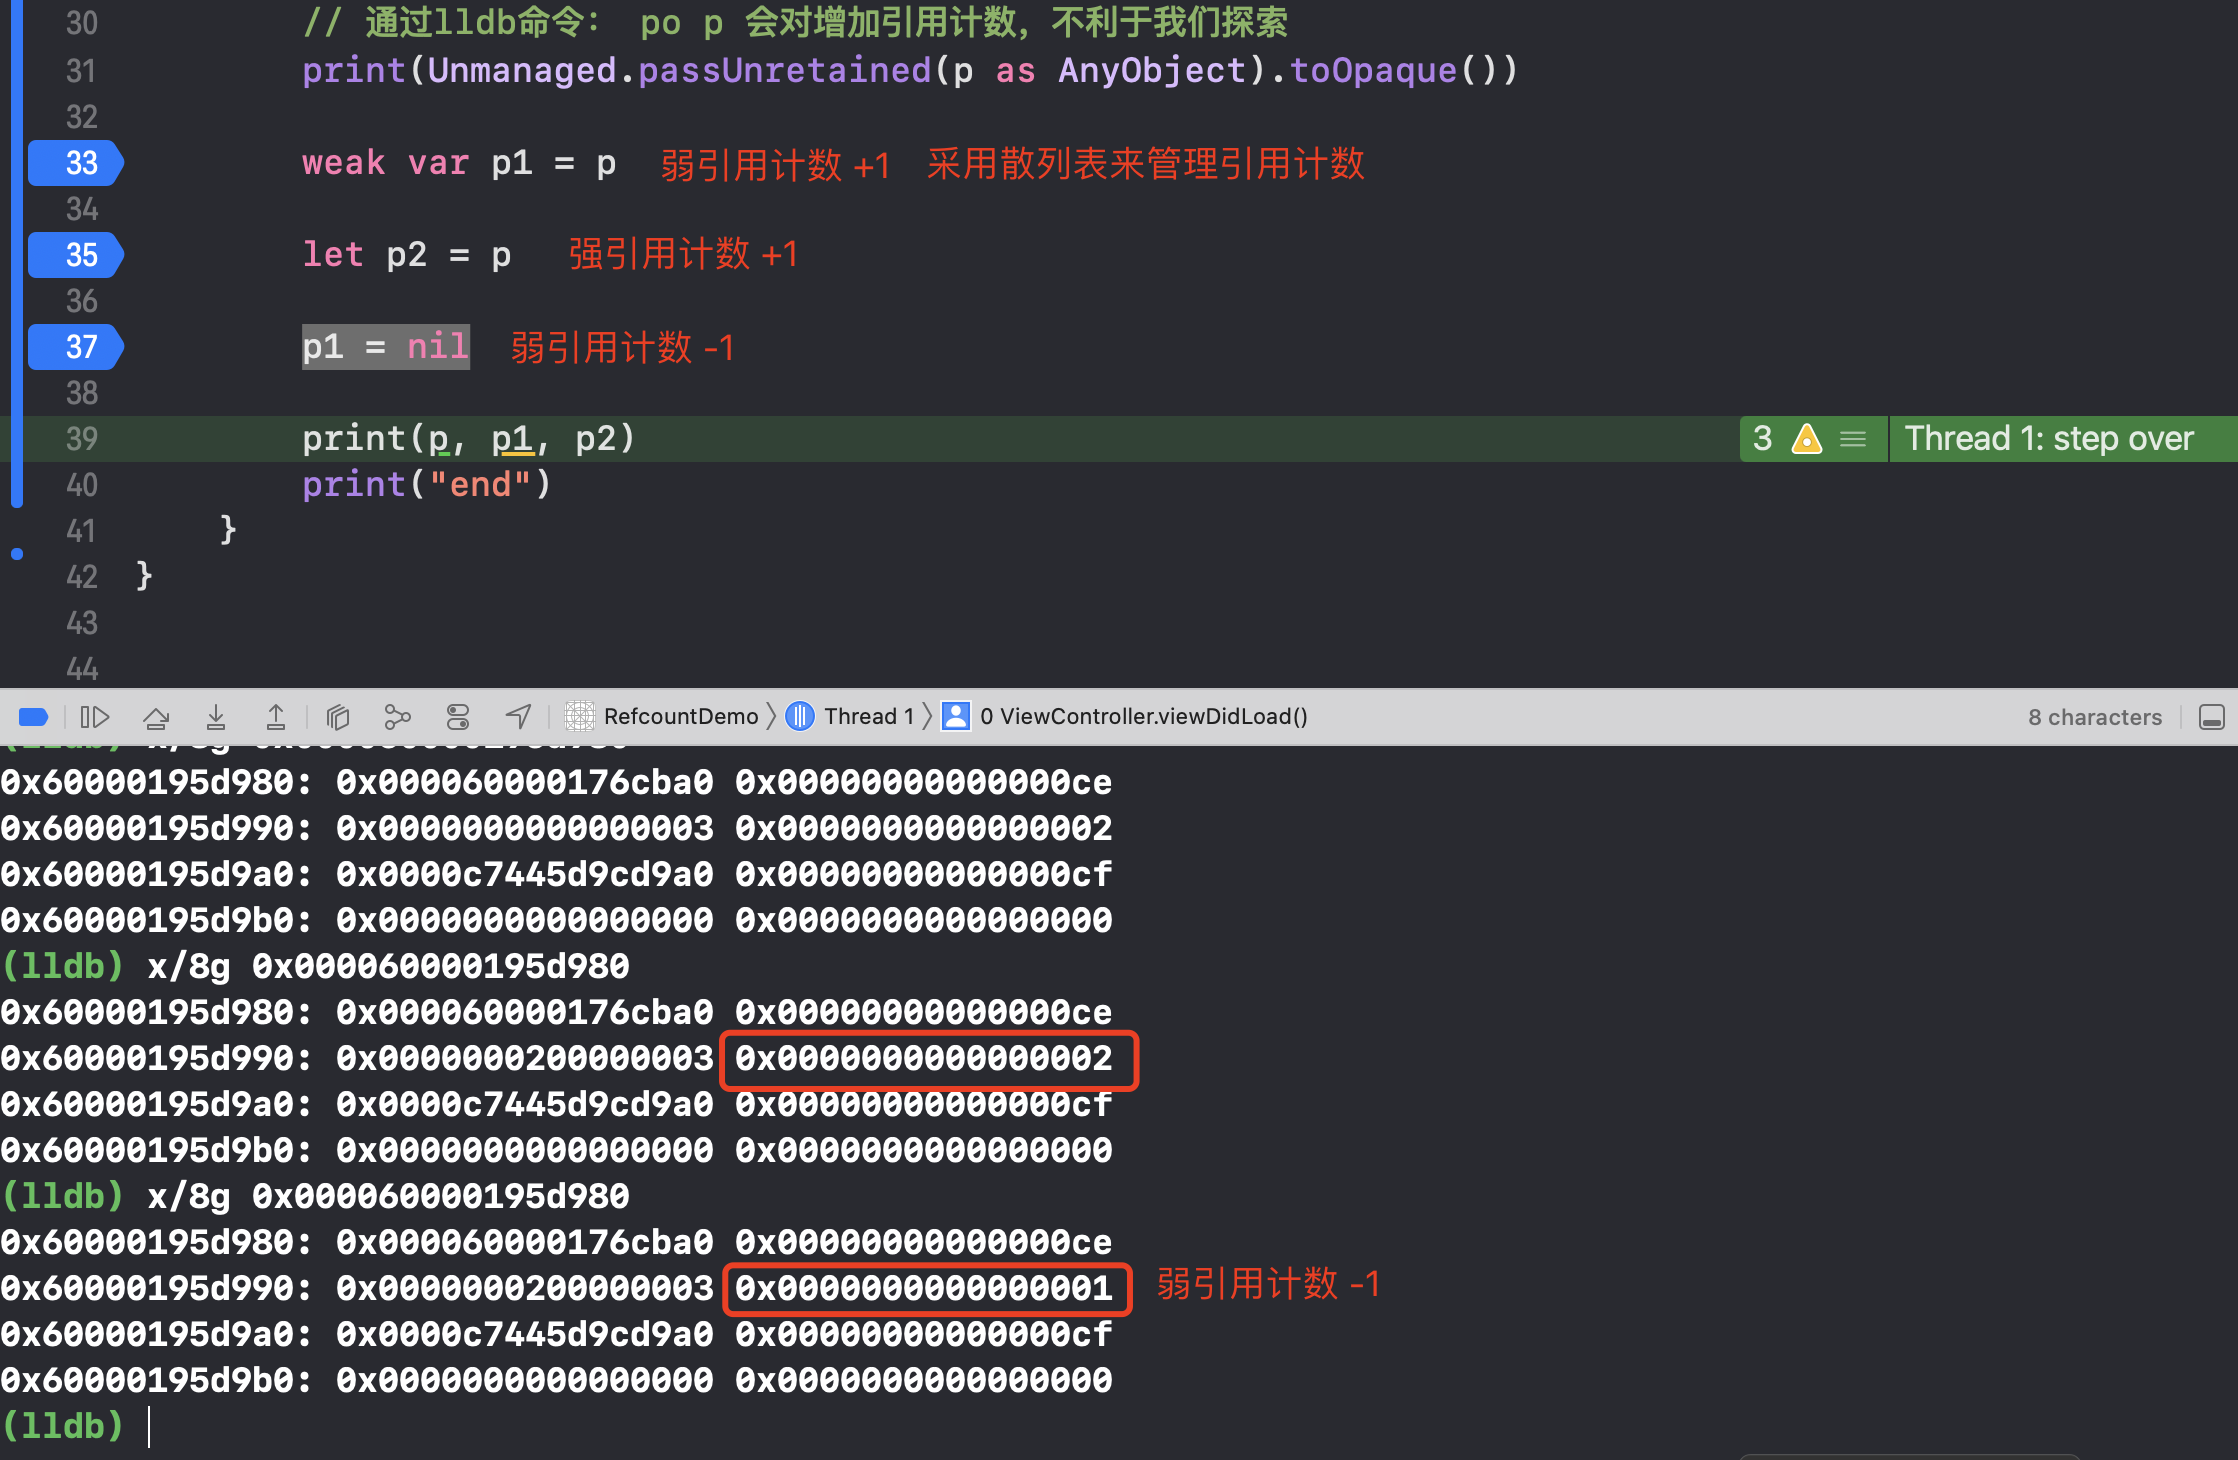 30 // 通过lldb命令： po p 会对增加引用计数，不利于我们探索
31 print(Unmanaged.passUnretained(p as AnyObject).toOpaque())
32
33 weak var p1 = p 弱引用计数 +1 采用散列表来管理引用计数
34
35 let p2 = p 强引用计数 +1
36
37 p1 = nil 弱引用计数 -1
38
39 print(p, p1, p2) 3 Thread 1: step over
40 print("end")
41 }
42 }
43
44
RefcountDemo Thread 1 0 ViewController.viewDidLoad() 8 characters
0x60000195d980: 0x000060000176cba0 0x00000000000000ce
0x60000195d990: 0x0000000000000003 0x0000000000000002
0x60000195d9a0: 0x0000c7445d9cd9a0 0x00000000000000cf
0x60000195d9b0: 0x0000000000000000 0x0000000000000000
(lldb) x/8g 0x000060000195d980
0x60000195d980: 0x000060000176cba0 0x00000000000000ce
0x60000195d990: 0x0000000200000003 0x0000000000000002
0x60000195d9a0: 0x0000c7445d9cd9a0 0x00000000000000cf
0x60000195d9b0: 0x0000000000000000 0x0000000000000000
(lldb) x/8g 0x000060000195d980
0x60000195d980: 0x000060000176cba0 0x00000000000000ce
0x60000195d990: 0x0000000200000003 0x0000000000000001 弱引用计数 -1
0x60000195d9a0: 0x0000c7445d9cd9a0 0x00000000000000cf
0x60000195d9b0: 0x0000000000000000 0x0000000000000000
(lldb)